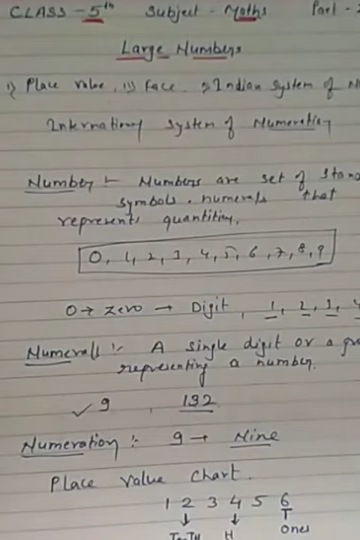 CLASS - 5th Subject - Maths Part -
Large Numbers
i) Place value, ii) Face, Indian System of
International System of Numeration
Number :- Numbers are set of
symbols, numerals that
represents quantities,
0, 1, 2, 3, 4, 5, 6, 7, 8, 9
0 → zero → Digit, 1, 2, 3,
Numerals :- A single digit or a
representing a number.
✓ 9 , 132
Numeration :- 9 → Nine
Place Value Chart.
1 2 3 4 5 6
T-TH H Ones